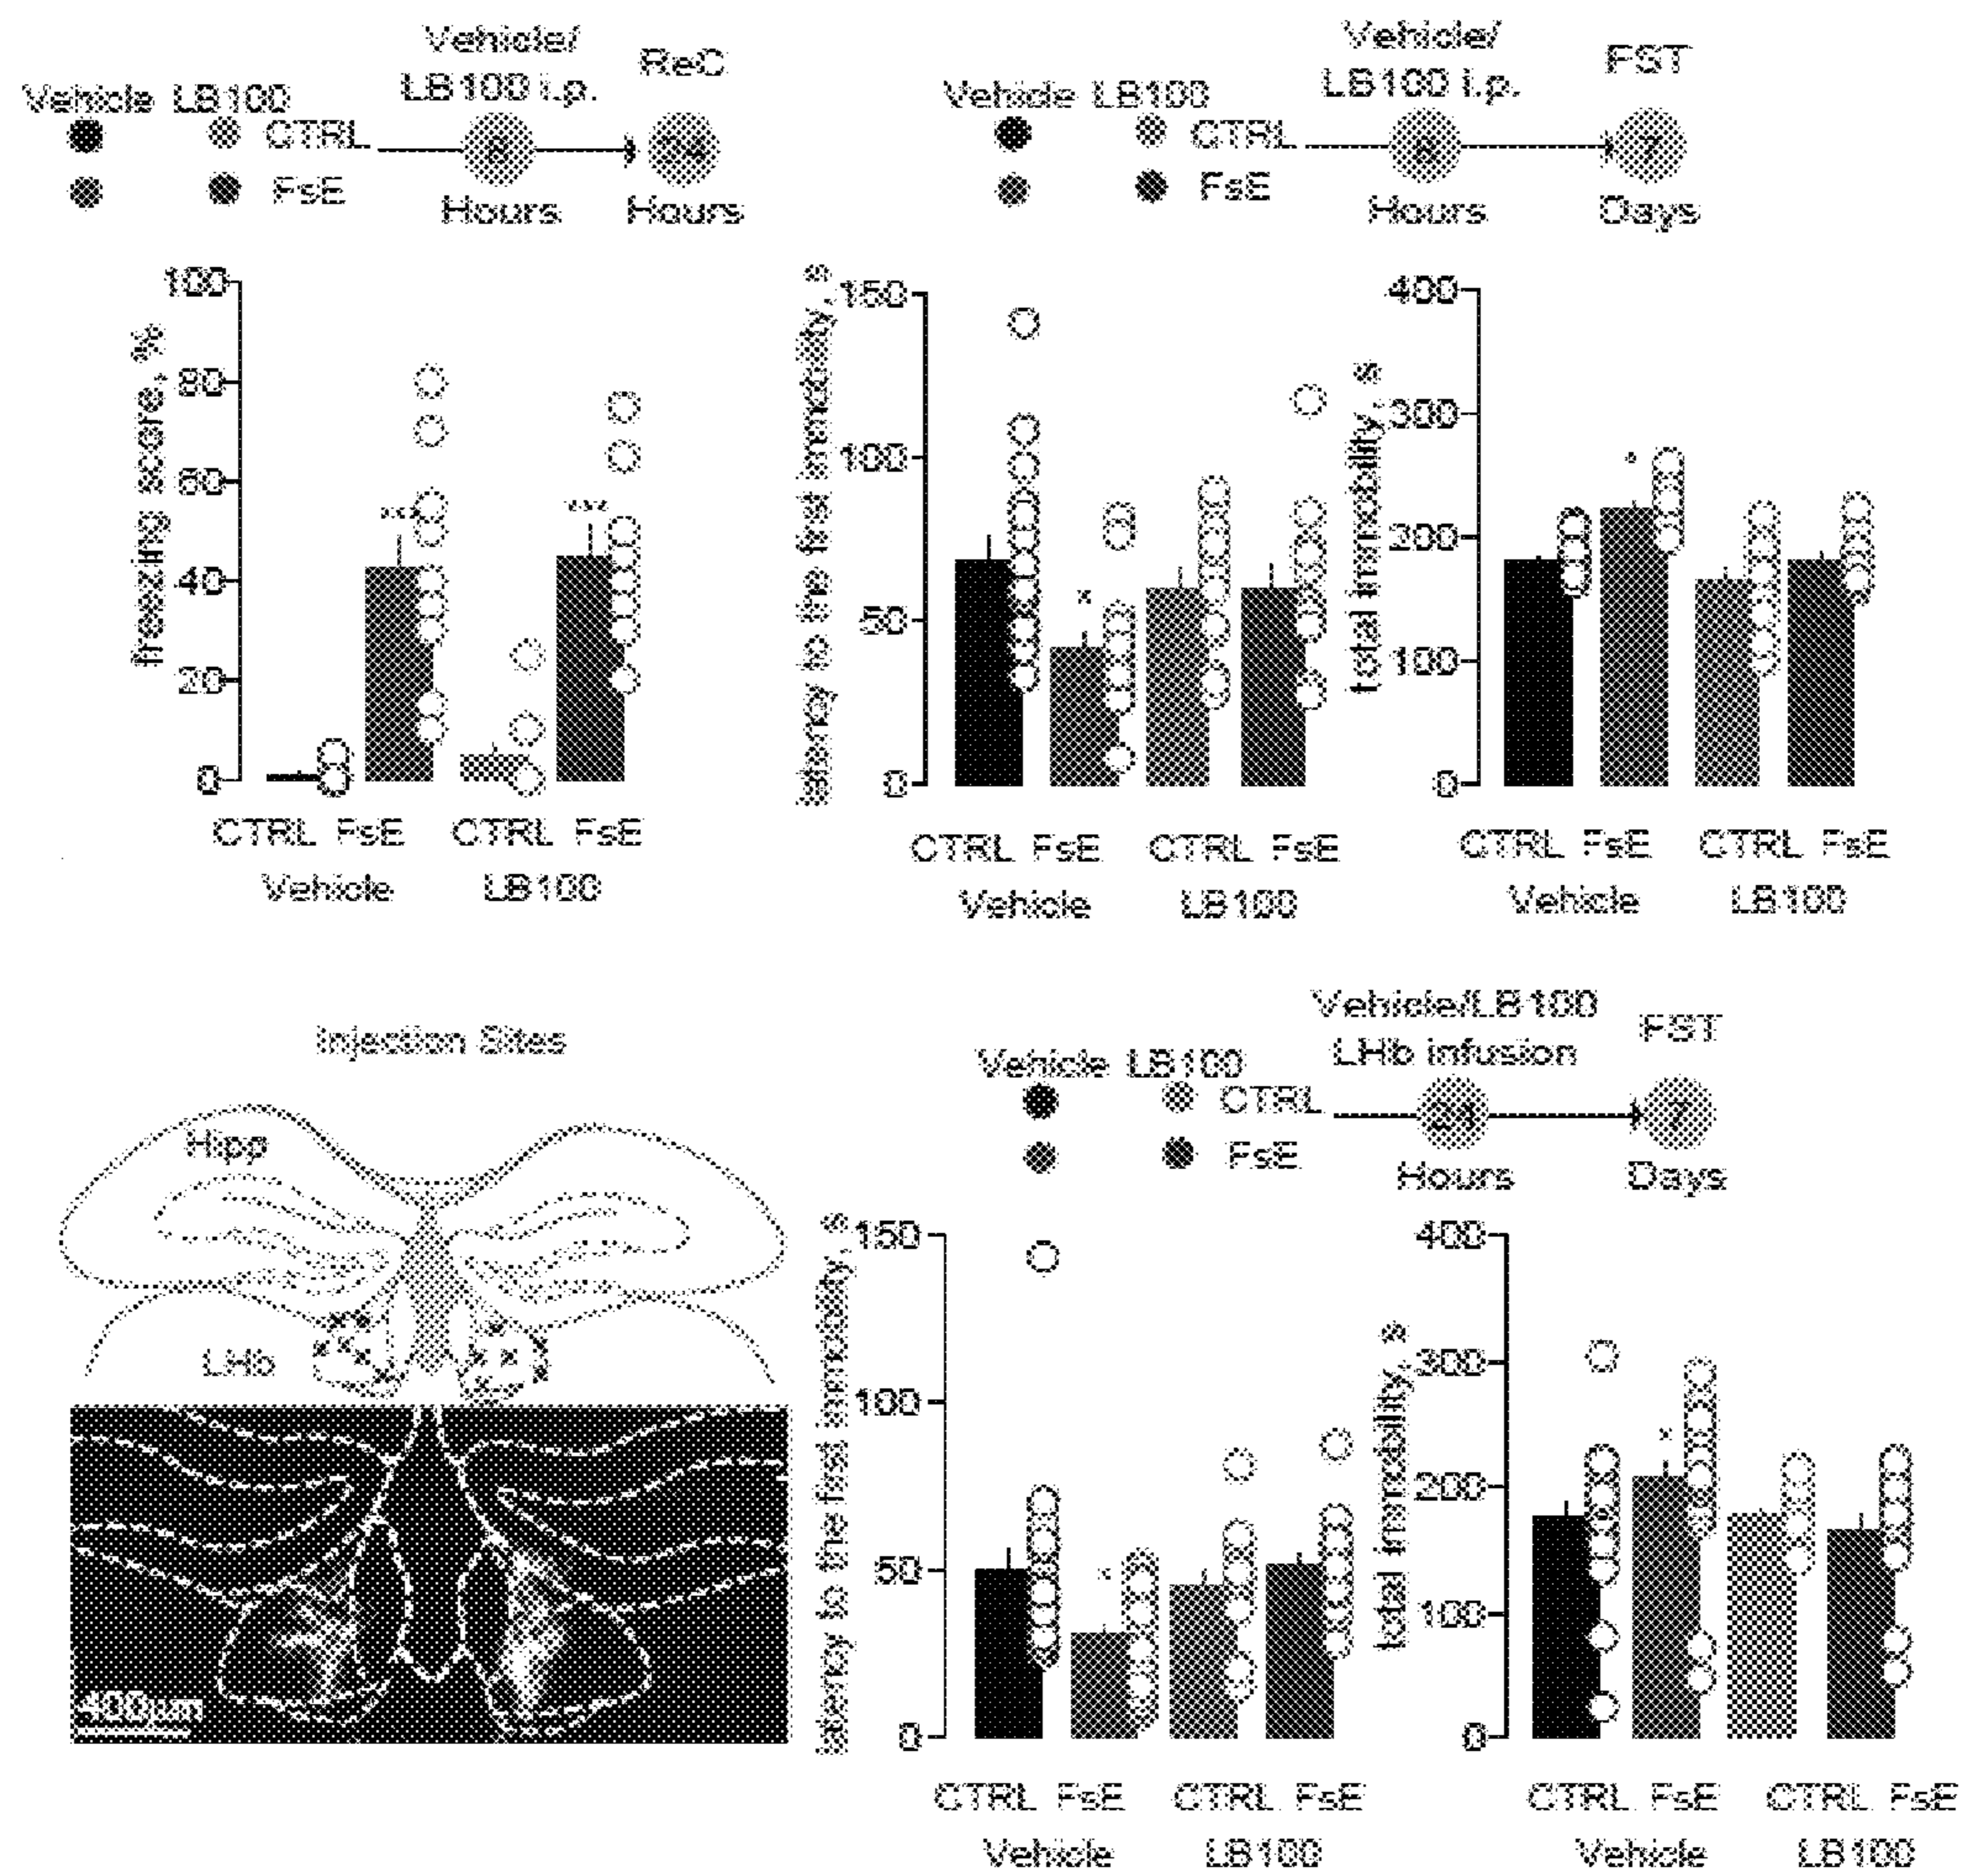 Vehicle/
LB100 i.p.
ReC
Vehicle LB100
CTRL
FsE
Hours
Hours
freezing score, %
100
80
60
40
20
0
***
***
CTRL FsE CTRL FsE
Vehicle LB100
Vehicle/
LB100 i.p.
FST
Vehicle LB100
CTRL
FsE
7
Hours
Days
latency to the first immobility, s
150
100
50
0
*
CTRL FsE CTRL FsE
Vehicle LB100
total immobility, s
400
300
200
100
0
CTRL FsE CTRL FsE
Vehicle LB100
Injection Sites
Hipp
LHb
400µm
Vehicle/LB100
LHb infusion
FST
Vehicle LB100
CTRL
FsE
7
Hours
Days
latency to the first immobility, s
150
100
50
0
*
CTRL FsE CTRL FsE
Vehicle LB100
total immobility, s
400
300
200
100
0
*
CTRL FsE CTRL FsE
Vehicle LB100